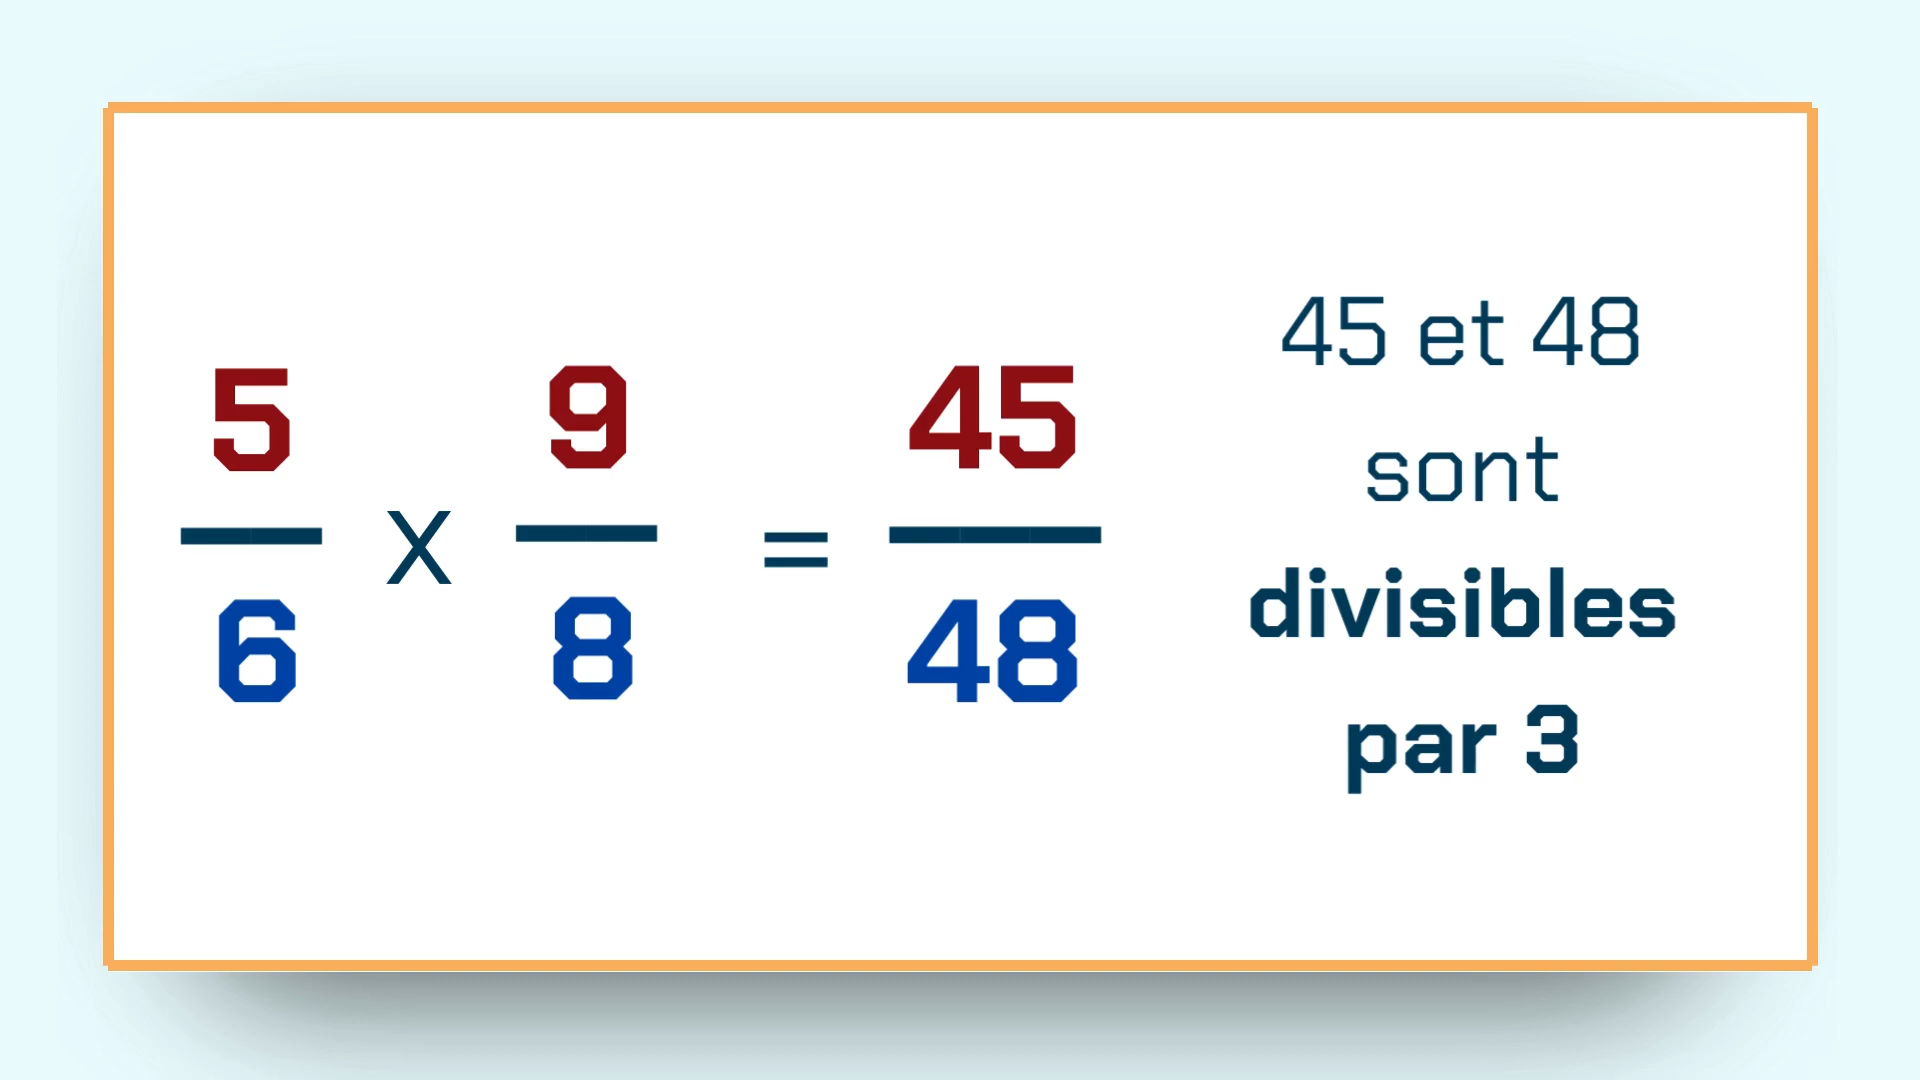 5/6 x 9/8 = 45/48
45 et 48
sont
divisibles
par 3